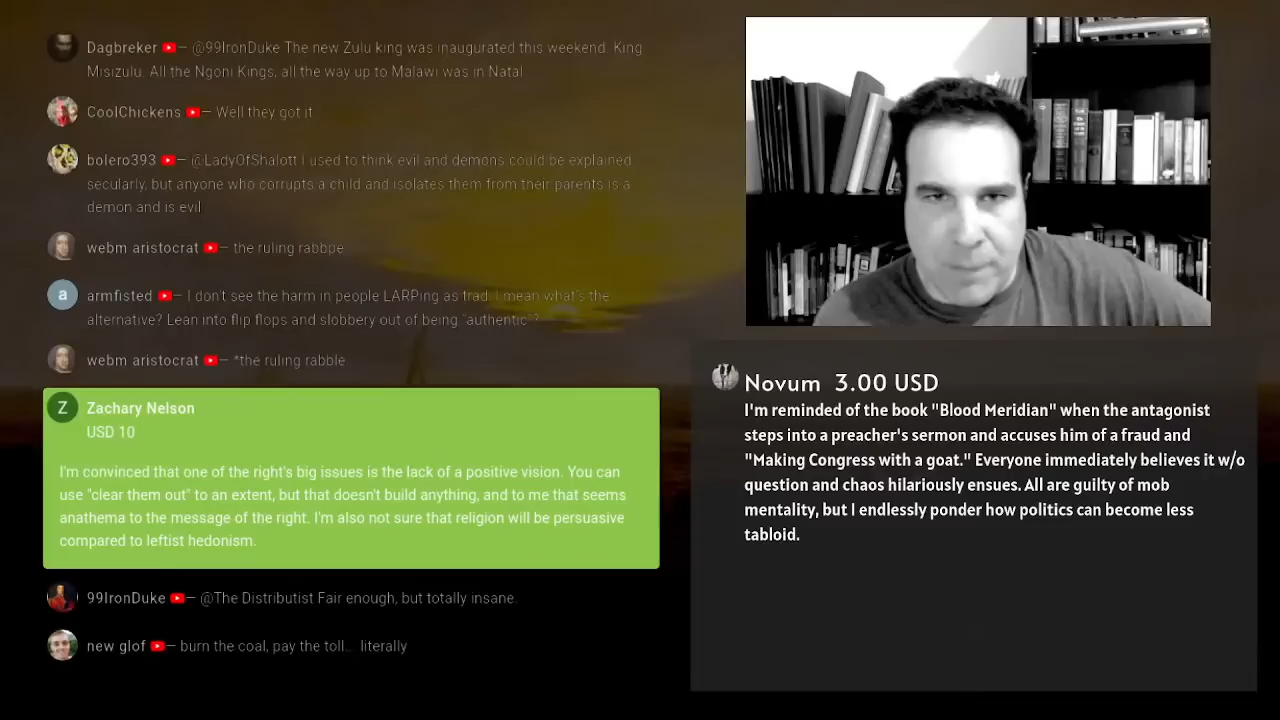 Dagbreker — @99IronDuke The new Zulu king was inaugurated this weekend. King
Misizulu. All the Ngoni Kings, all the way up to Malawi was in Natal
CoolChickens — Well they got it
bolero393 — @LadyOfShalott I used to think evil and demons could be explained
secularly, but anyone who corrupts a child and isolates them from their parents is a
demon and is evil
webm aristocrat — the ruling rabbpe
a
armfisted — I don't see the harm in people LARPing as trad. I mean what's the
alternative? Lean into flip flops and slobbery out of being "authentic"?
webm aristocrat — *the ruling rabble
Z
Zachary Nelson
USD 10
I'm convinced that one of the right's big issues is the lack of a positive vision. You can
use "clear them out" to an extent, but that doesn't build anything, and to me that seems
anathema to the message of the right. I'm also not sure that religion will be persuasive
compared to leftist hedonism.
99IronDuke — @The Distributist Fair enough, but totally insane.
new glof — burn the coal, pay the toll... literally
Novum 3.00 USD
I'm reminded of the book "Blood Meridian" when the antagonist
steps into a preacher's sermon and accuses him of a fraud and
"Making Congress with a goat." Everyone immediately believes it w/o
question and chaos hilariously ensues. All are guilty of mob
mentality, but I endlessly ponder how politics can become less
tabloid.